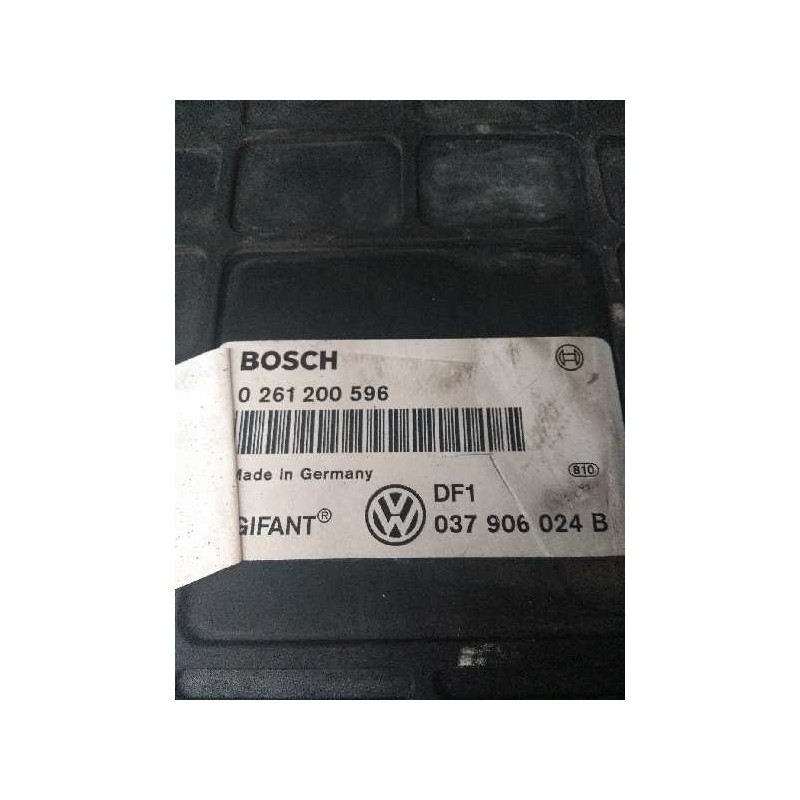 BOSCH
0 261 200 596
Made in Germany
810
DF1
GIFANT®
037 906 024 B